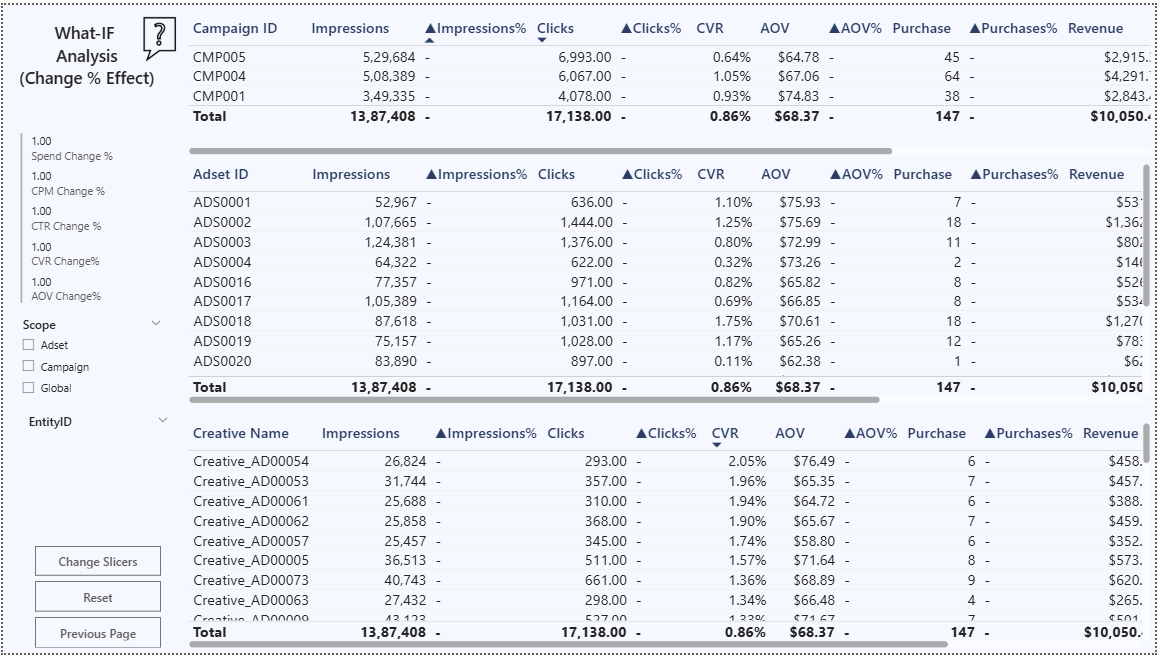 What-IF
Analysis
(Change % Effect)
?
1.00
Spend Change %
1.00
CPM Change %
1.00
CTR Change %
1.00
CVR Change%
1.00
AOV Change%
Scope
Adset
Campaign
Global
EntityID
Change Slicers
Reset
Previous Page
Campaign ID Impressions ▲Impressions% Clicks ▲Clicks% CVR AOV ▲AOV% Purchase ▲Purchases% Revenue
CMP005 5,29,684 - 6,993.00 - 0.64% $64.78 - 45 - $2,915.
CMP004 5,08,389 - 6,067.00 - 1.05% $67.06 - 64 - $4,291.
CMP001 3,49,335 - 4,078.00 - 0.93% $74.83 - 38 - $2,843.
Total 13,87,408 - 17,138.00 - 0.86% $68.37 - 147 - $10,050.
Adset ID Impressions ▲Impressions% Clicks ▲Clicks% CVR AOV ▲AOV% Purchase ▲Purchases% Revenue
ADS0001 52,967 - 636.00 - 1.10% $75.93 - 7 - $531
ADS0002 1,07,665 - 1,444.00 - 1.25% $75.69 - 18 - $1,362
ADS0003 1,24,381 - 1,376.00 - 0.80% $72.99 - 11 - $802
ADS0004 64,322 - 622.00 - 0.32% $73.26 - 2 - $146
ADS0016 77,357 - 971.00 - 0.82% $65.82 - 8 - $526
ADS0017 1,05,389 - 1,164.00 - 0.69% $66.85 - 8 - $534
ADS0018 87,618 - 1,031.00 - 1.75% $70.61 - 18 - $1,270
ADS0019 75,157 - 1,028.00 - 1.17% $65.26 - 12 - $783
ADS0020 83,890 - 897.00 - 0.11% $62.38 - 1 - $62
Total 13,87,408 - 17,138.00 - 0.86% $68.37 - 147 - $10,050
Creative Name Impressions ▲Impressions% Clicks ▲Clicks% CVR AOV ▲AOV% Purchase ▲Purchases% Revenue
Creative_AD00054 26,824 - 293.00 - 2.05% $76.49 - 6 - $458.
Creative_AD00053 31,744 - 357.00 - 1.96% $65.35 - 7 - $457.
Creative_AD00061 25,688 - 310.00 - 1.94% $64.72 - 6 - $388.
Creative_AD00062 25,858 - 368.00 - 1.90% $65.67 - 7 - $459.
Creative_AD00057 25,457 - 345.00 - 1.74% $58.80 - 6 - $352.
Creative_AD00005 36,513 - 511.00 - 1.57% $71.64 - 8 - $573.
Creative_AD00073 40,743 - 661.00 - 1.36% $68.89 - 9 - $620.
Creative_AD00063 27,432 - 298.00 - 1.34% $66.48 - 4 - $265.
Total 13,87,408 - 17,138.00 - 0.86% $68.37 - 147 - $10,050.